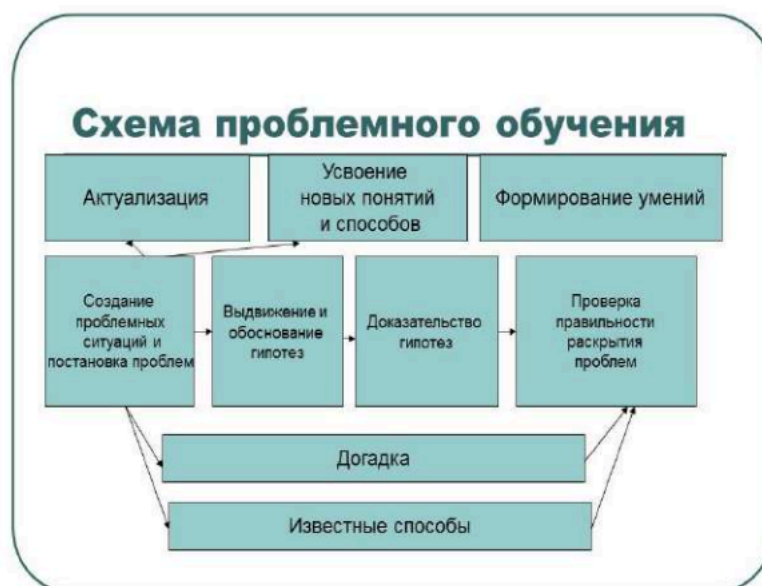 Схема проблемного обучения
Актуализация
Усвоение
новых понятий
и способов
Формирование умений
Создание
проблемных
ситуаций и
постановка проблем
Выдвижение и
обоснование
гипотез
Доказательство
гипотез
Проверка
правильности
раскрытия
проблем
Догадка
Известные способы